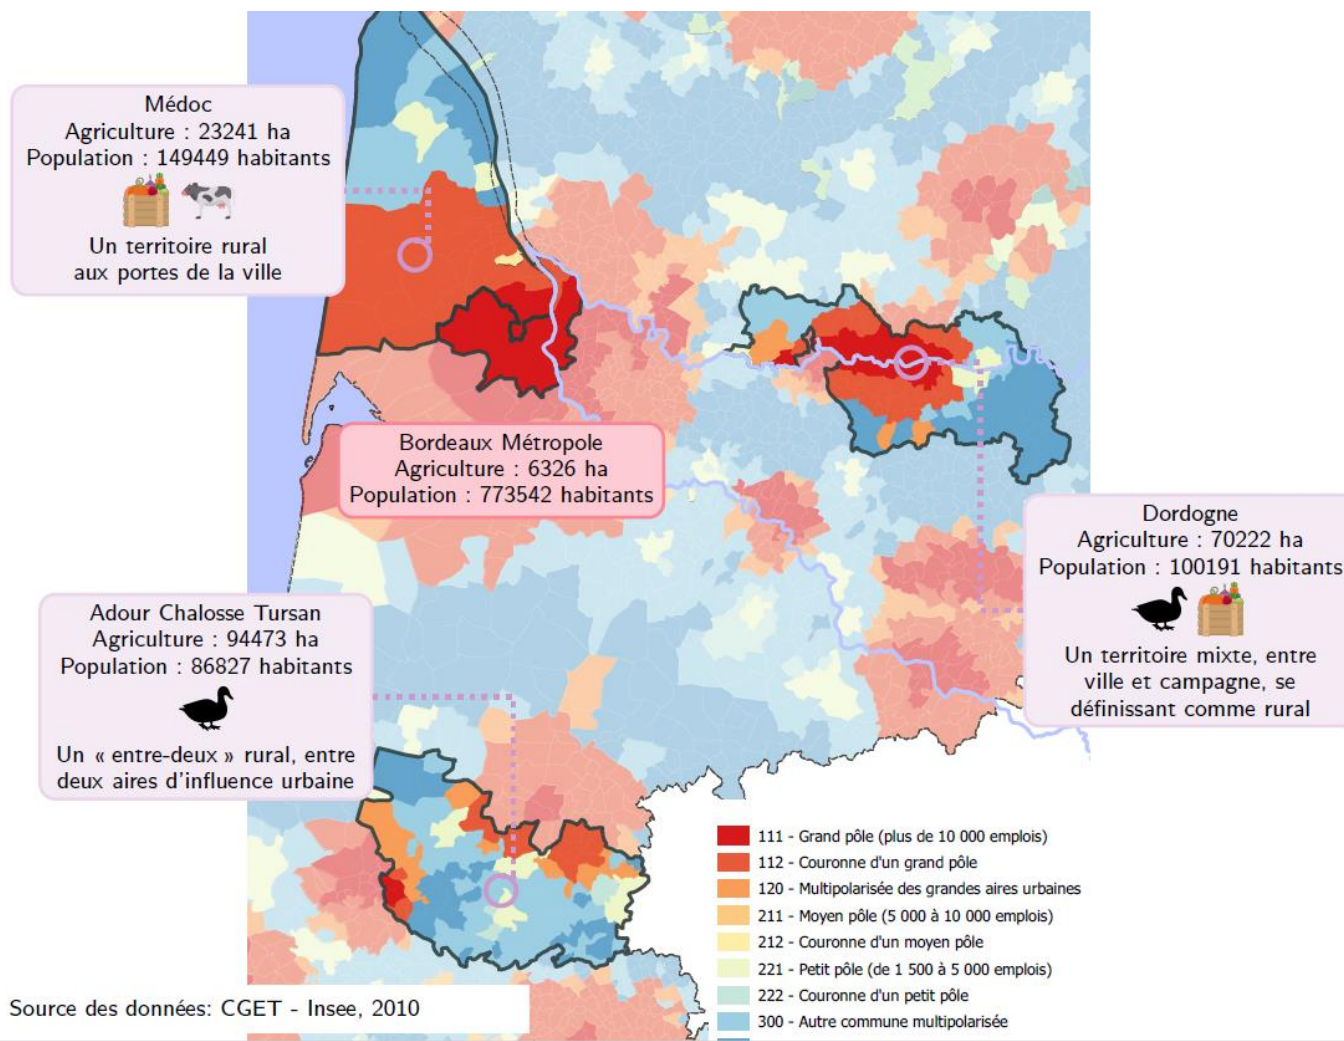 Médoc
Agriculture : 23241 ha
Population : 149449 habitants
Un territoire rural
aux portes de la ville
Bordeaux Métropole
Agriculture : 6326 ha
Population : 773542 habitants
Dordogne
Agriculture : 70222 ha
Population : 100191 habitants
Un territoire mixte, entre
ville et campagne, se
définissant comme rural
Adour Chalosse Tursan
Agriculture : 94473 ha
Population : 86827 habitants
Un « entre-deux » rural, entre
deux aires d'influence urbaine
111 - Grand pôle (plus de 10 000 emplois)
112 - Couronne d'un grand pôle
120 - Multipolarisée des grandes aires urbaines
211 - Moyen pôle (5 000 à 10 000 emplois)
212 - Couronne d'un moyen pôle
221 - Petit pôle (de 1 500 à 5 000 emplois)
222 - Couronne d'un petit pôle
300 - Autre commune multipolarisée
Source des données: CGET - Insee, 2010